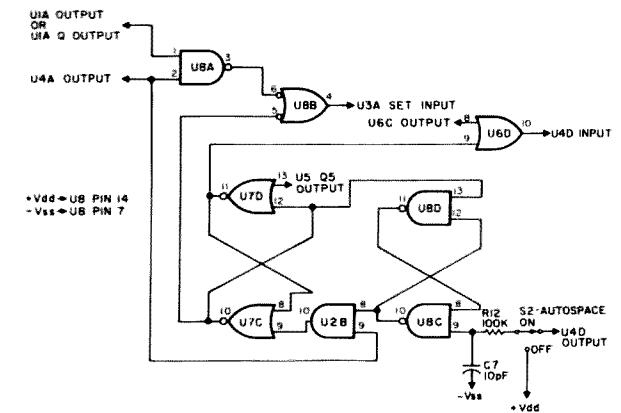 U1A OUTPUT
OR
U1A Q OUTPUT
1
3
U8A
U4A OUTPUT
2
6
4
U8B
U3A SET INPUT
5
8
10
U6C OUTPUT
U6D
U4D INPUT
9
13
U5 Q5
OUTPUT
11
U7D
12
13
11
U8D
12
+Vdd U8 PIN 14
-Vss U8 PIN 7
10
8
U7C
9
10
8
U2B
9
10
8
U8C
9
R12
100K
S2-AUTOSPACE
ON
U4D
OUTPUT
OFF
C7
10pF
-Vss
+Vdd